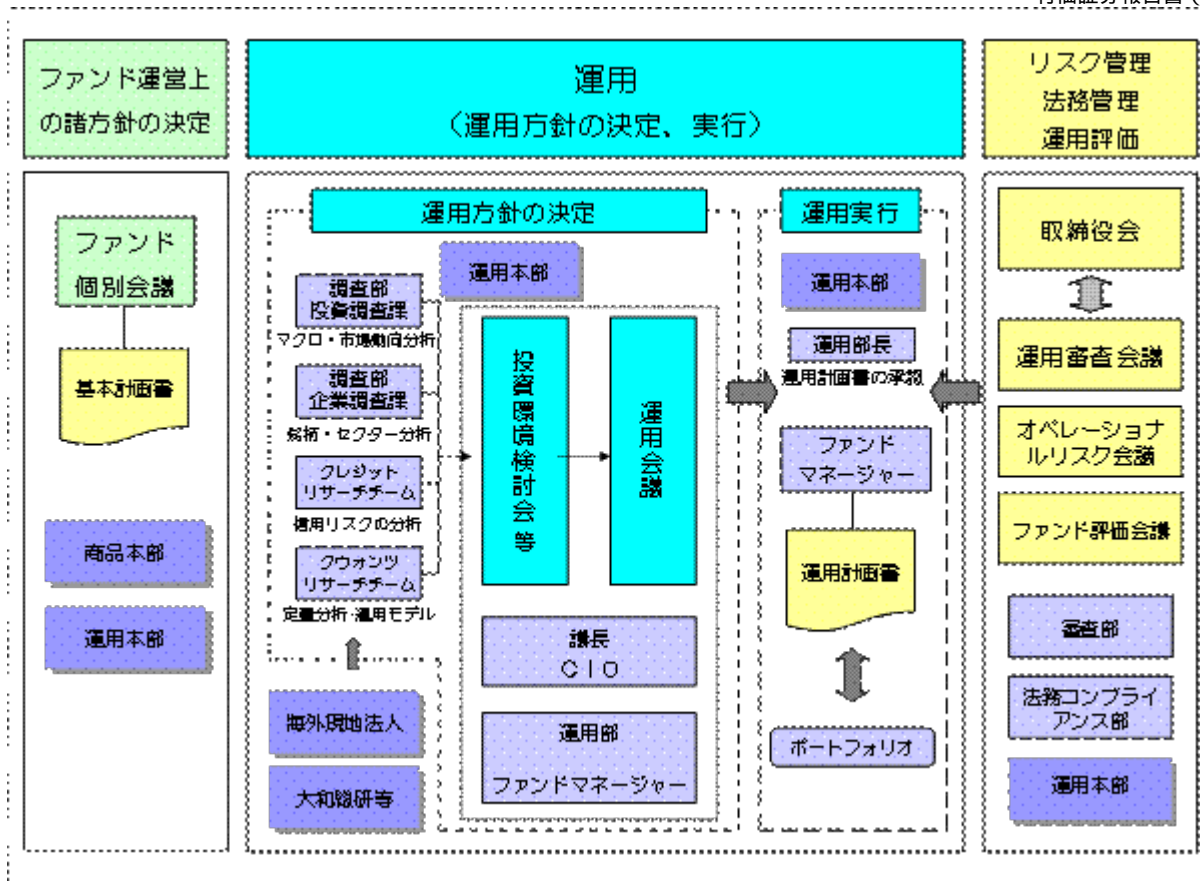 有価証券報告書（
ファンド運営上
の諸方針の決定
運用
（運用方針の決定、実行）
リスク管理
法務管理
運用評価
ファンド
個別会議
基本計画書
商品本部
運用本部
運用方針の決定
運用本部
調査部
投資調査課
マクロ・市場動向分析
調査部
企業調査課
銘柄・セクター分析
クレジット
リサーチチーム
信用リスクの分析
クウォンツ
リサーチチーム
定量分析・運用モデル
海外現地法人
大和総研等
投資環境検討会等
運用会議
議長
ＣＩＯ
運用部
ファンドマネージャー
運用実行
運用本部
運用部長
運用計画書の承認
ファンド
マネージャー
運用計画書
ポートフォリオ
取締役会
運用審査会議
オペレーショナ
ルリスク会議
ファンド評価会議
審査部
法務コンプライ
アンス部
運用本部